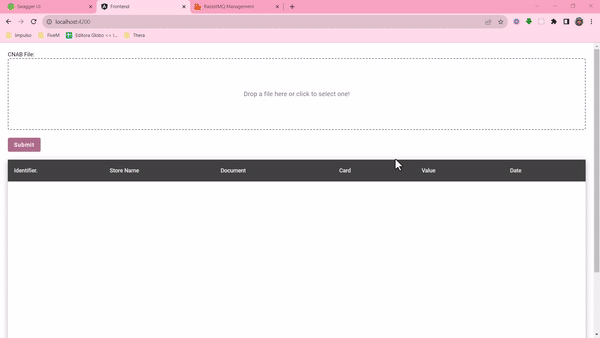 Swagger UI
Frontend
RabbitMQ Management
localhost:4200
Impulso
FiveM
Editora Globo <= I...
Thera
CNAB File:
Drop a file here or click to select one!
Submit
Identifier. Store Name Document Card Value Date